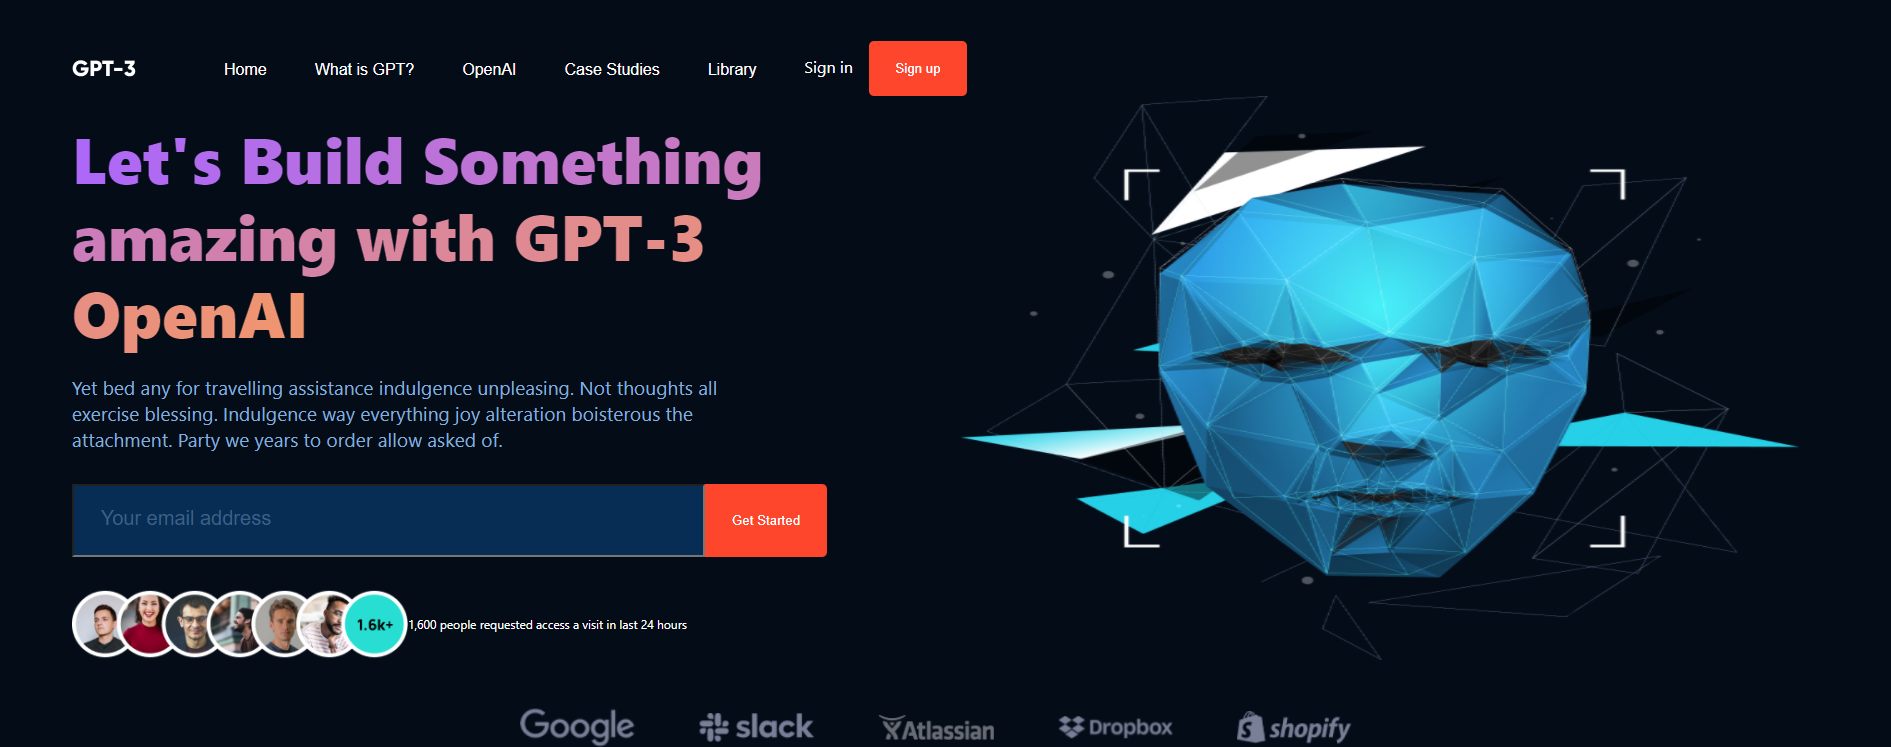 GPT-3 Home What is GPT? OpenAI Case Studies Library Sign in Sign up
Let's Build Something
amazing with GPT-3
OpenAI
Yet bed any for travelling assistance indulgence unpleasing. Not thoughts all
exercise blessing. Indulgence way everything joy alteration boisterous the
attachment. Party we years to order allow asked of.
Your email address Get Started
1.6k+ 1,600 people requested access a visit in last 24 hours
Google slack Atlassian Dropbox shopify